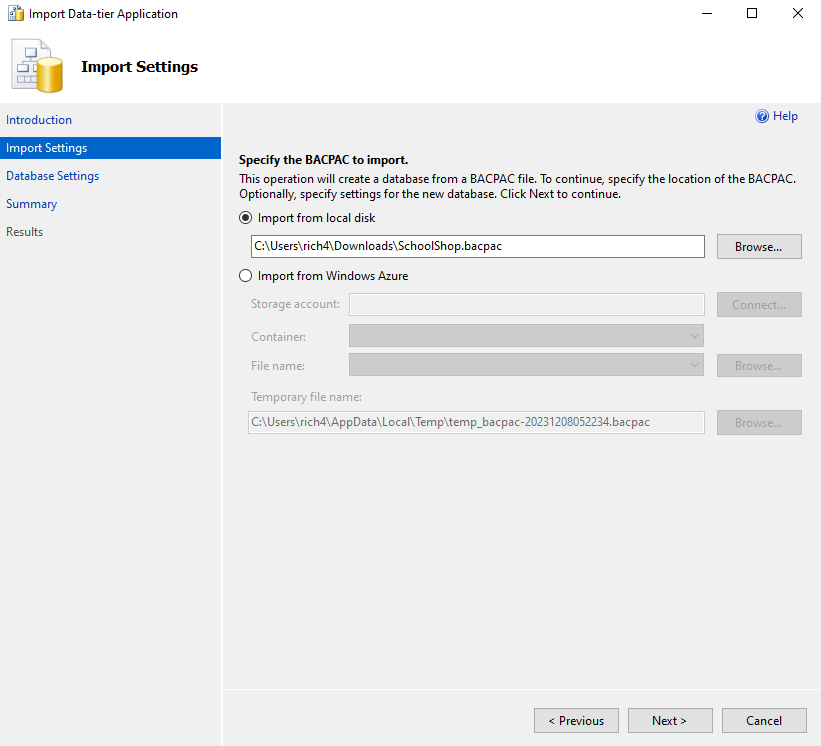 Import Data-tier Application
Import Settings
Introduction
Import Settings
Database Settings
Summary
Results
Help
Specify the BACPAC to import.
This operation will create a database from a BACPAC file. To continue, specify the location of the BACPAC.
Optionally, specify settings for the new database. Click Next to continue.
Import from local disk
C:\Users\rich4\Downloads\SchoolShop.bacpac
Browse...
Import from Windows Azure
Storage account:
Connect...
Container:
File name:
Browse...
Temporary file name:
C:\Users\rich4\AppData\Local\Temp\temp_bacpac-20231208052234.bacpac
Browse...
< Previous
Next >
Cancel